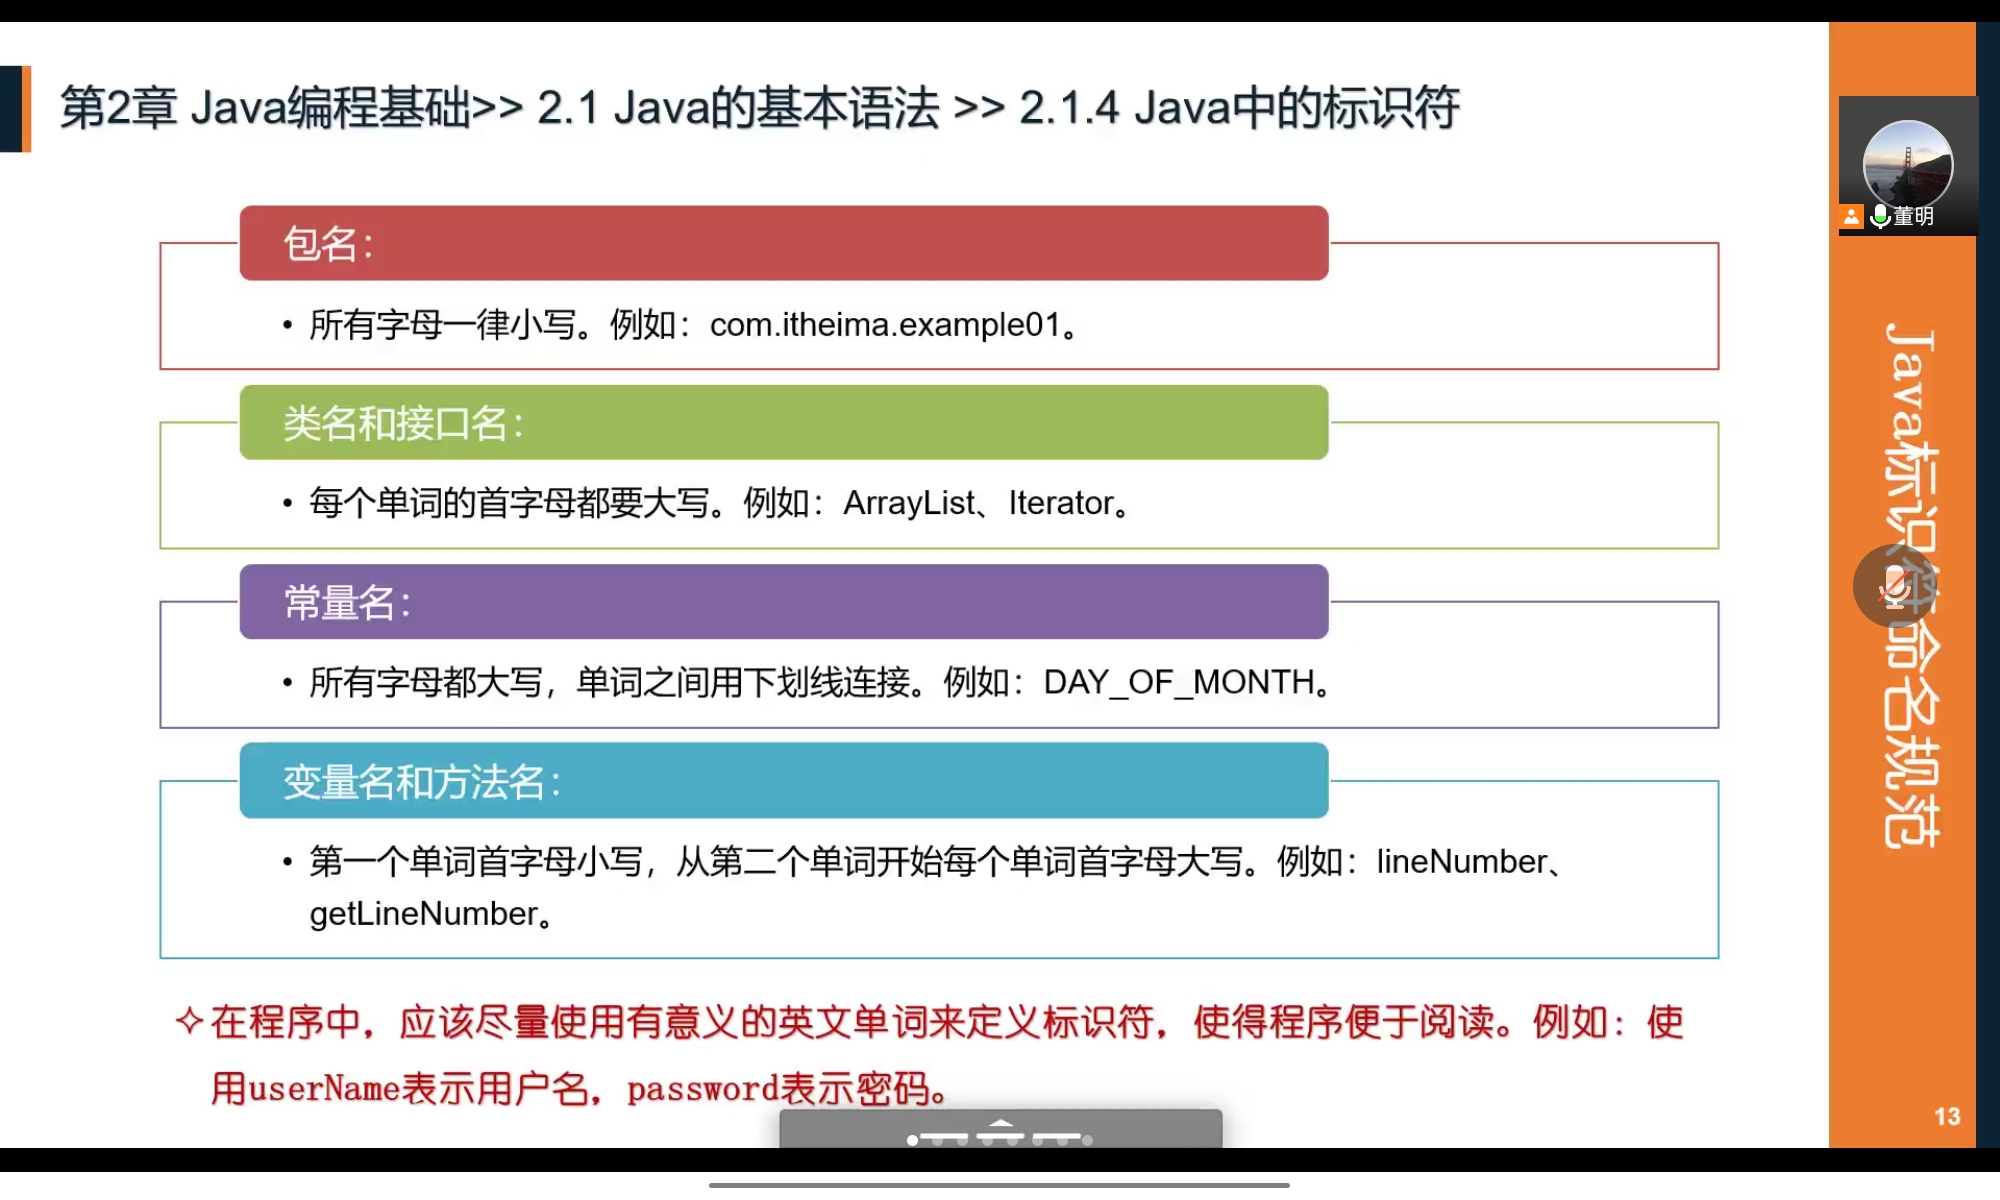 第2章 Java编程基础>> 2.1 Java的基本语法 >> 2.1.4 Java中的标识符
包名：
• 所有字母一律小写。例如：com.itheima.example01。
类名和接口名：
• 每个单词的首字母都要大写。例如：ArrayList、Iterator。
常量名：
• 所有字母都大写，单词之间用下划线连接。例如：DAY_OF_MONTH。
变量名和方法名：
• 第一个单词首字母小写，从第二个单词开始每个单词首字母大写。例如：lineNumber、
getLineNumber。
✧在程序中，应该尽量使用有意义的英文单词来定义标识符，使得程序便于阅读。例如：使
用userName表示用户名，password表示密码。
董明
Java标识符命名规范
13